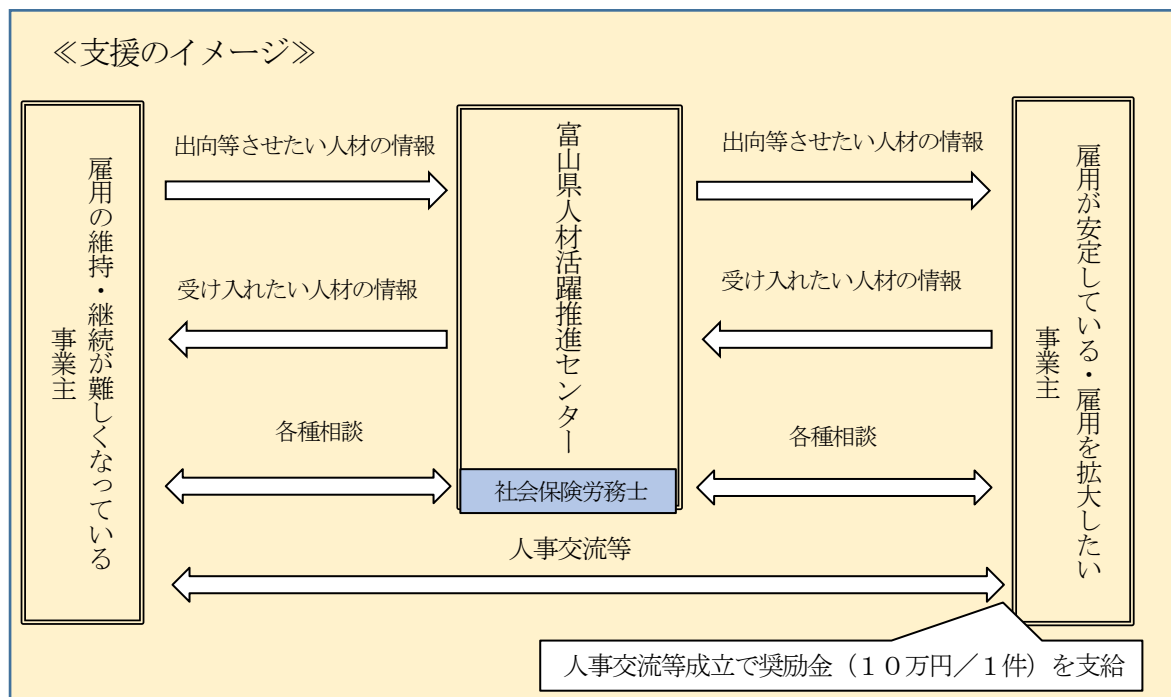 ≪支援のイメージ≫
雇用の維持・継続が難しくなっている
事業主
出向等させたい人材の情報
受け入れたい人材の情報
各種相談
富山県人材活躍推進センター
社会保険労務士
出向等させたい人材の情報
受け入れたい人材の情報
各種相談
雇用が安定している・雇用を拡大したい
事業主
人事交流等
人事交流等成立で奨励金（１０万円／１件）を支給